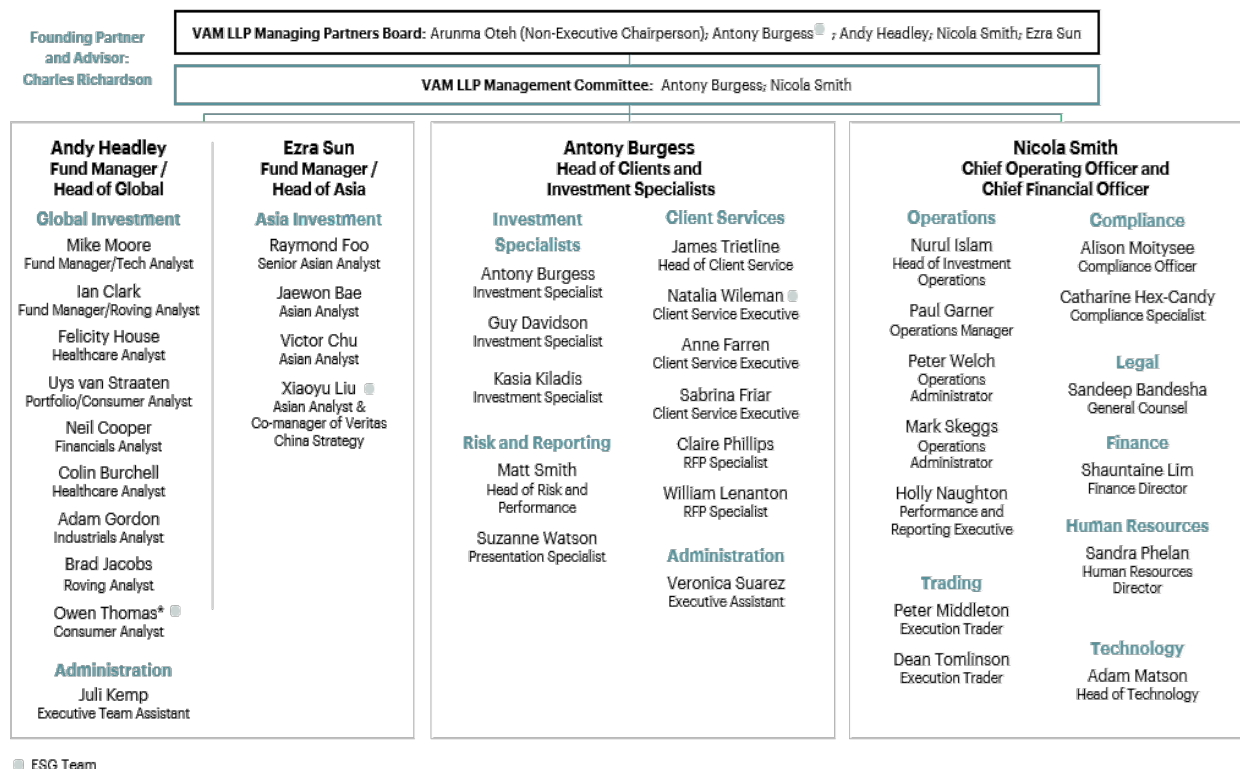 Founding Partner
and Advisor:
Charles Richardson
VAM LLP Managing Partners Board: Arunma Oteh (Non-Executive Chairperson); Antony Burgess ; Andy Headley; Nicola Smith; Ezra Sun
VAM LLP Management Committee: Antony Burgess; Nicola Smith
Andy Headley
Fund Manager /
Head of Global
Global Investment
Mike Moore
Fund Manager/Tech Analyst
Ian Clark
Fund Manager/Roving Analyst
Felicity House
Healthcare Analyst
Uys van Straaten
Portfolio/Consumer Analyst
Neil Cooper
Financials Analyst
Colin Burchell
Healthcare Analyst
Adam Gordon
Industrials Analyst
Brad Jacobs
Roving Analyst
Owen Thomas*
Consumer Analyst
Administration
Juli Kemp
Executive Team Assistant
Ezra Sun
Fund Manager /
Head of Asia
Asia Investment
Raymond Foo
Senior Asian Analyst
Jaewon Bae
Asian Analyst
Victor Chu
Asian Analyst
Xiaoyu Liu
Asian Analyst &
Co-manager of Veritas
China Strategy
Antony Burgess
Head of Clients and
Investment Specialists
Investment
Specialists
Antony Burgess
Investment Specialist
Guy Davidson
Investment Specialist
Kasia Kiladis
Investment Specialist
Risk and Reporting
Matt Smith
Head of Risk and
Performance
Suzanne Watson
Presentation Specialist
Client Services
James Trietline
Head of Client Service
Natalia Wileman
Client Service Executive
Anne Farren
Client Service Executive
Sabrina Friar
Client Service Executive
Claire Phillips
RFP Specialist
William Lenanton
RFP Specialist
Administration
Veronica Suarez
Executive Assistant
Nicola Smith
Chief Operating Officer and
Chief Financial Officer
Operations
Nurul Islam
Head of Investment
Operations
Paul Garner
Operations Manager
Peter Welch
Operations
Administrator
Mark Skeggs
Operations
Administrator
Holly Naughton
Performance and
Reporting Executive
Trading
Peter Middleton
Execution Trader
Dean Tomlinson
Execution Trader
Compliance
Alison Moitysee
Compliance Officer
Catharine Hex-Candy
Compliance Specialist
Legal
Sandeep Bandesha
General Counsel
Finance
Shauntaine Lim
Finance Director
Human Resources
Sandra Phelan
Human Resources
Director
Technology
Adam Matson
Head of Technology
ESG Team